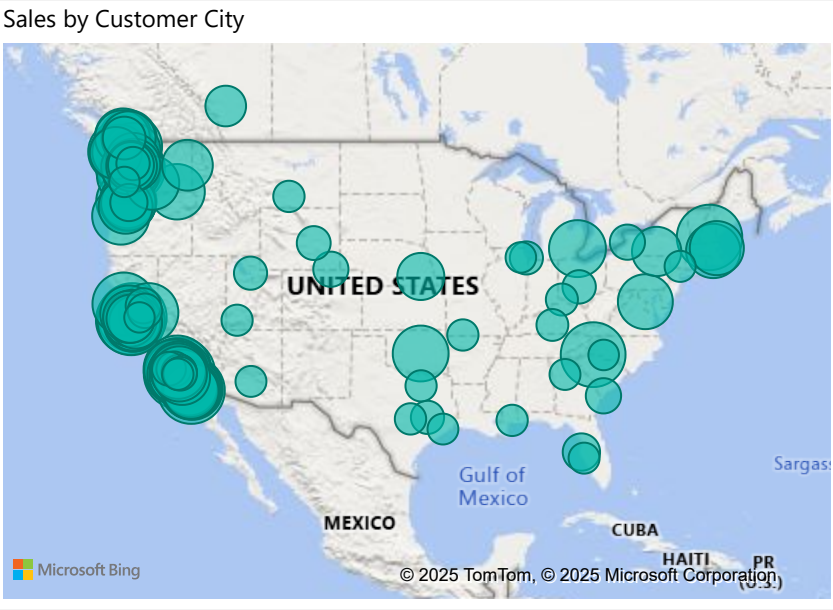 Sales by Customer City
UNITED STATES
Gulf of
Mexico
Sargass
MEXICO
CUBA
HAITI
PR
(U.S.)
Microsoft Bing
© 2025 TomTom, © 2025 Microsoft Corporation